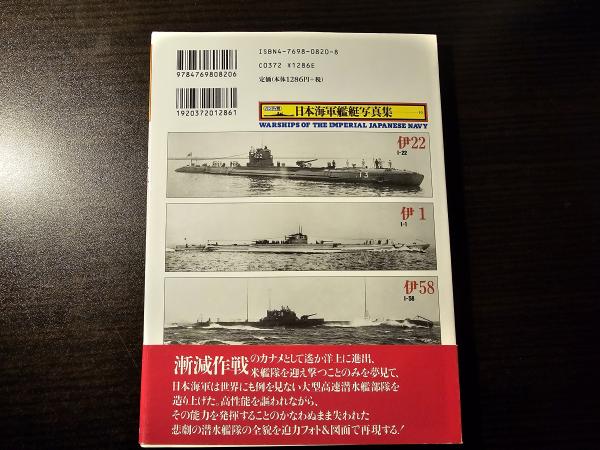 ISBN4-7698-0820-8
C0372 ¥1286E
定価(本体1286円+税)
9784769808206
1920372012861
日本海軍艦艇写真集
WARSHIPS OF THE IMPERIAL JAPANESE NAVY
伊22
I-22
I22
I3
伊1
I-1
伊58
I-58
漸減作戦のカナメとして遙か洋上に進出、
米艦隊を迎え撃つことのみを夢見て、
日本海軍は世界にも例を見ない大型高速潜水艦部隊を
造り上げた。高性能を謳われながら、
その能力を発揮することのかなわぬまま失われた
悲劇の潜水艦隊の全貌を迫力フォト&図面で再現する!